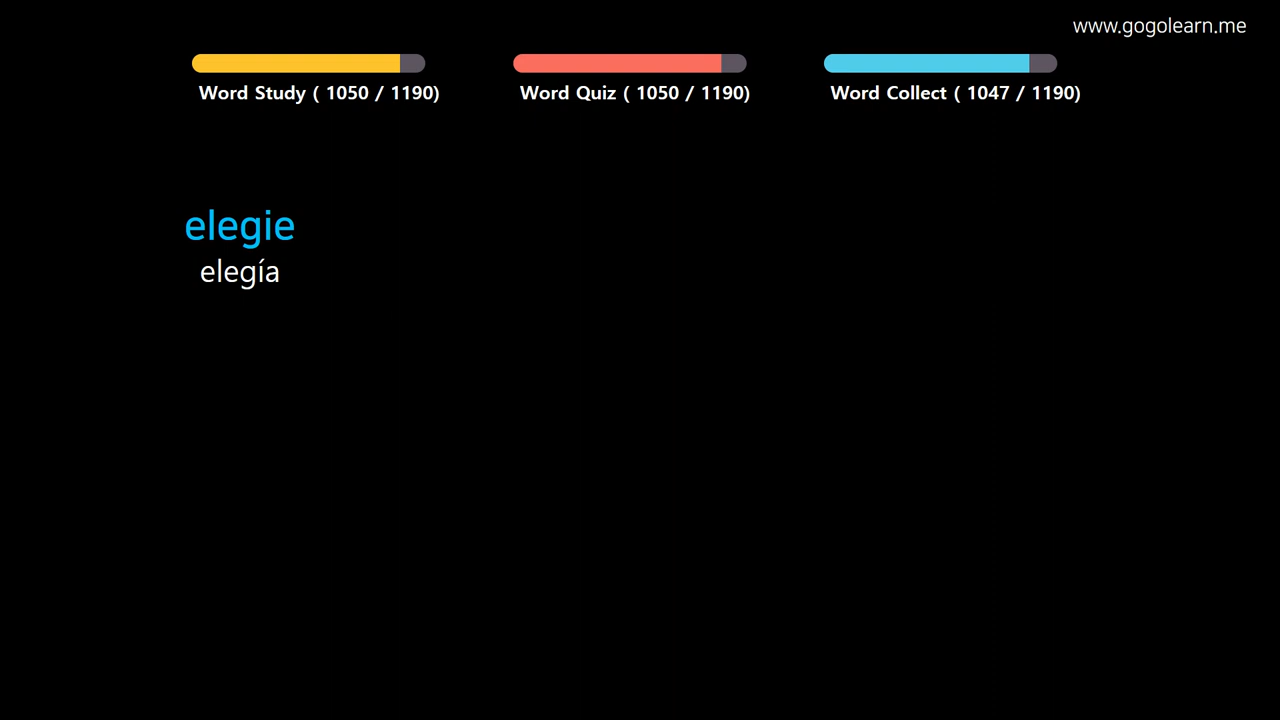 www.gogolearn.me
Word Study ( 1050 / 1190)
Word Quiz ( 1050 / 1190)
Word Collect ( 1047 / 1190)
elegie
elegía